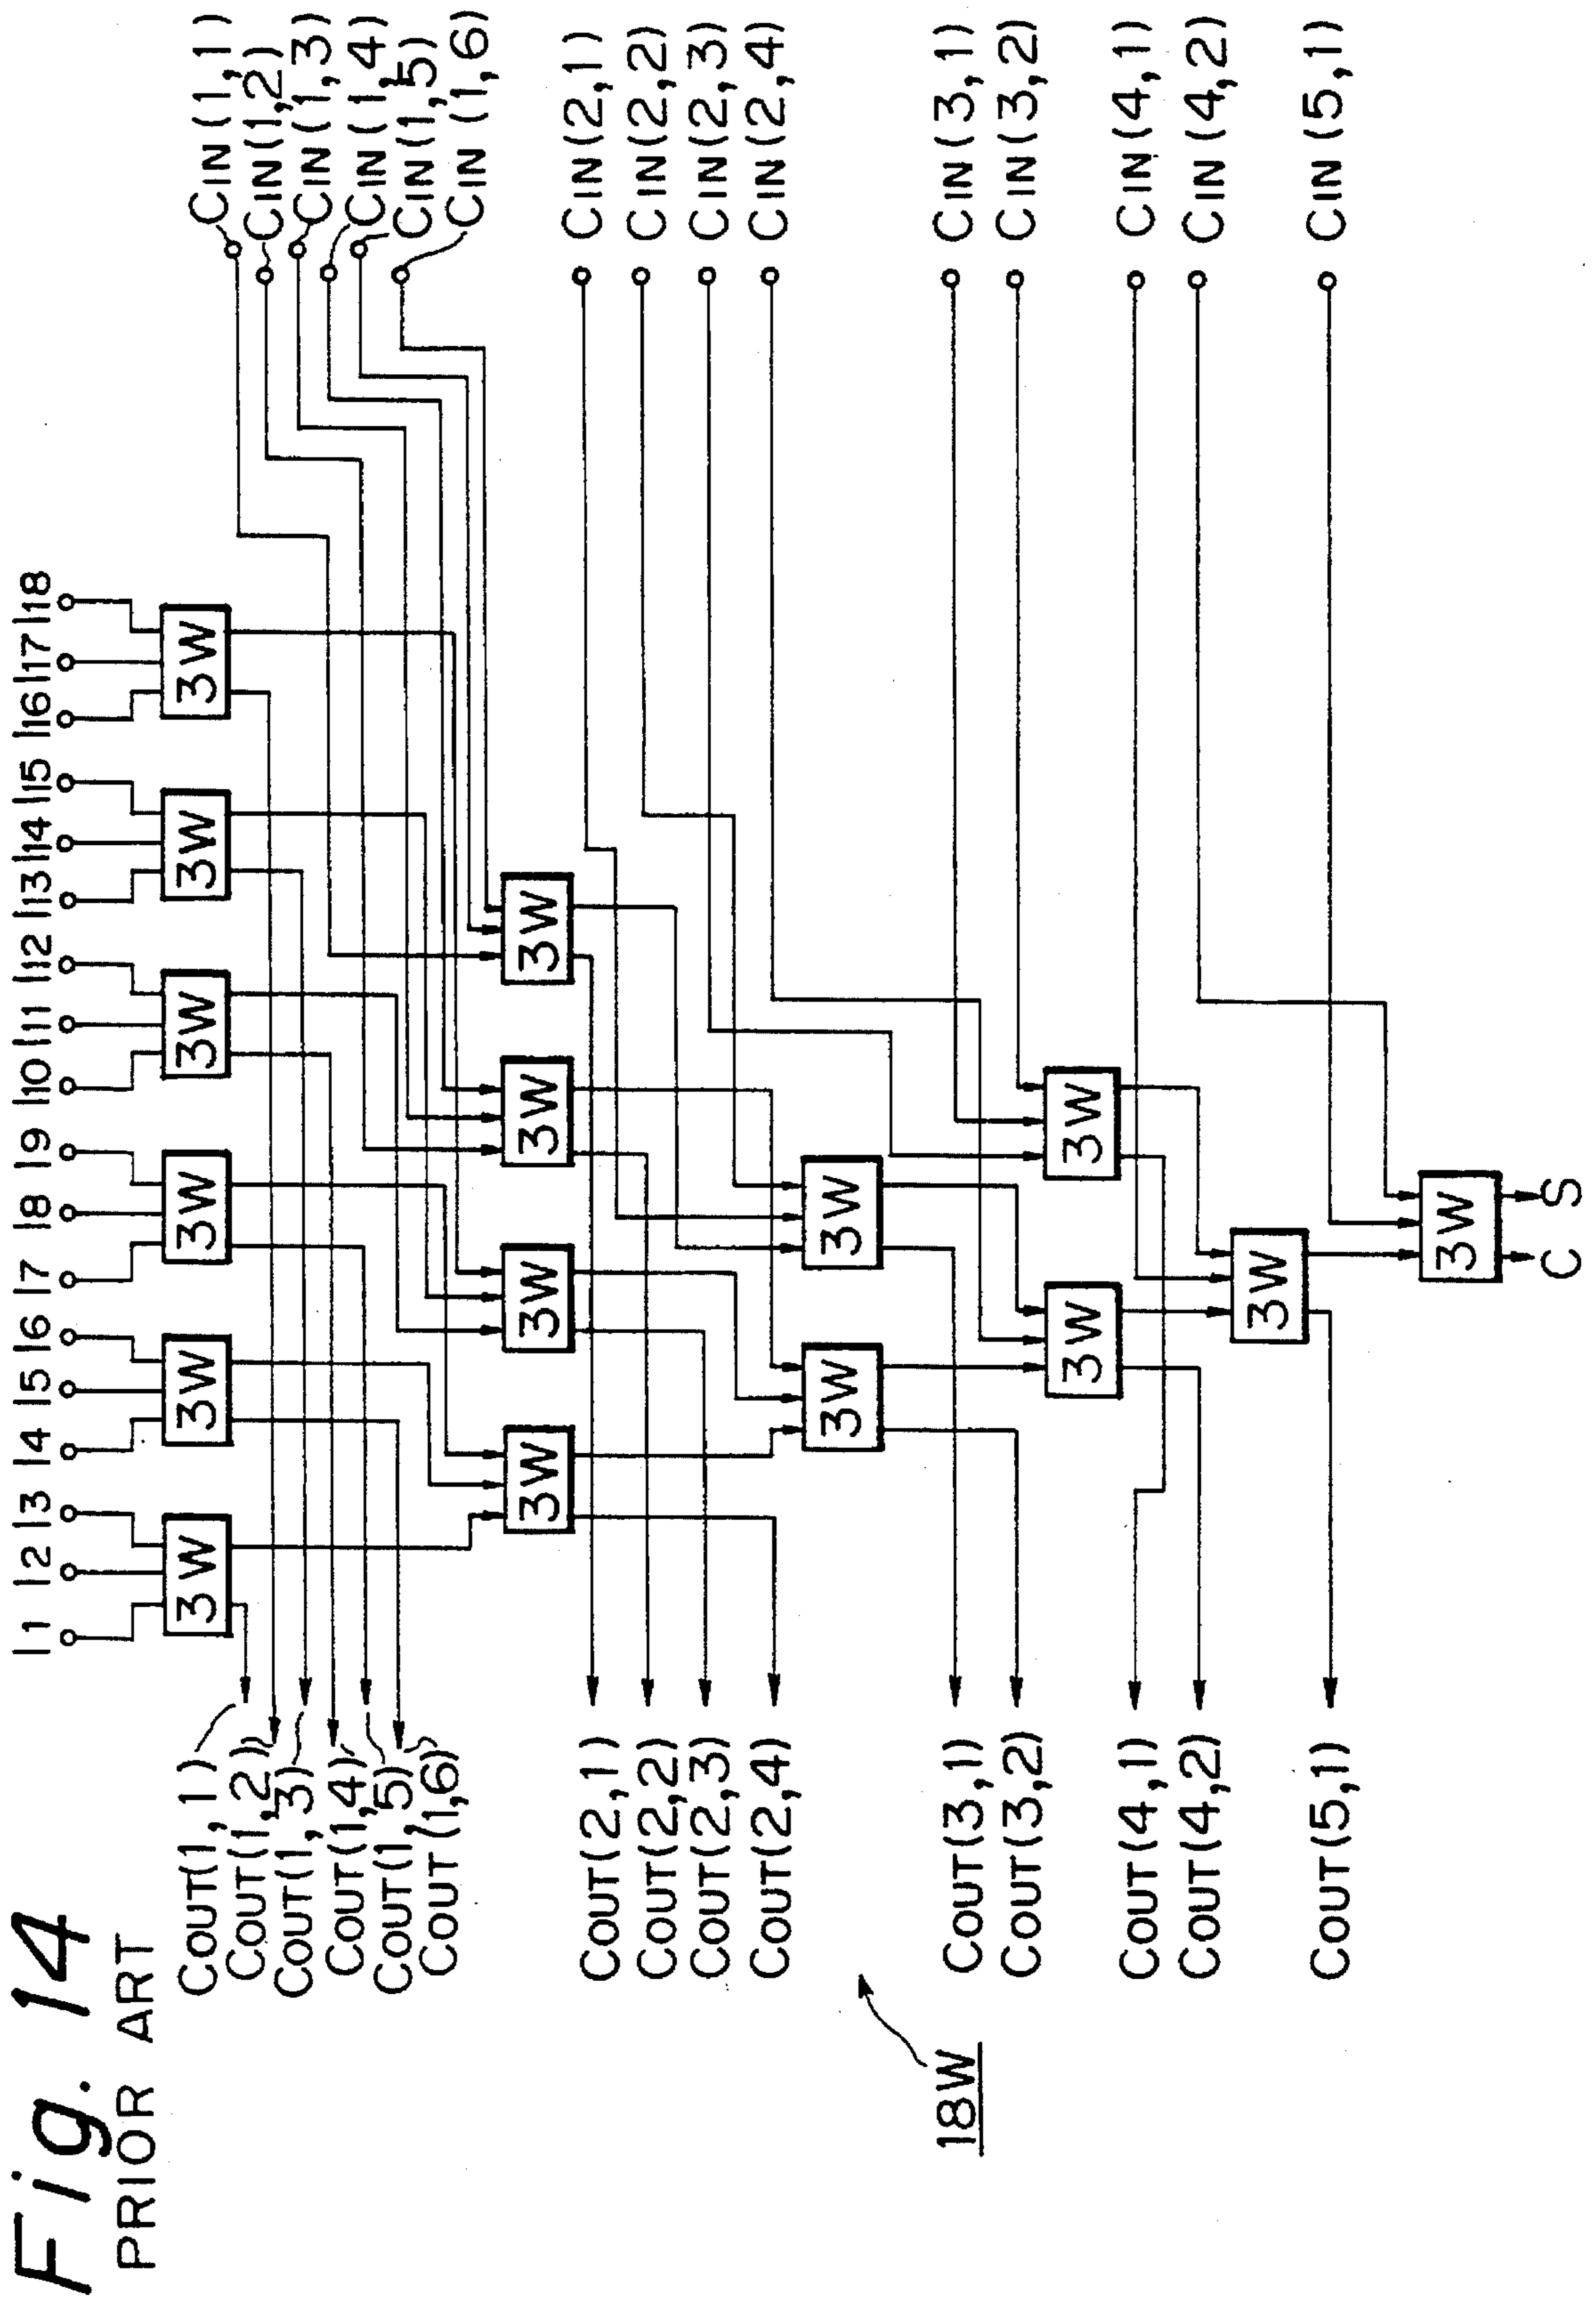 Fig. 14
PRIOR ART
I1 I2 I3 I4 I5 I6 I7 I8 I9 I10 I11 I12 I13 I14 I15 I16 I17 I18
3W 3W 3W 3W 3W 3W
COUT(1,1)
COUT(1,2)
COUT(1,3)
COUT(1,4)
COUT(1,5)
COUT(1,6)
CIN(1,1)
CIN(1,2)
CIN(1,3)
CIN(1,4)
CIN(1,5)
CIN(1,6)
3W 3W 3W 3W
COUT(2,1)
COUT(2,2)
COUT(2,3)
COUT(2,4)
CIN(2,1)
CIN(2,2)
CIN(2,3)
CIN(2,4)
3W 3W
18W
COUT(3,1)
COUT(3,2)
CIN(3,1)
CIN(3,2)
3W 3W
COUT(4,1)
COUT(4,2)
CIN(4,1)
CIN(4,2)
3W
COUT(5,1)
CIN(5,1)
3W
C S